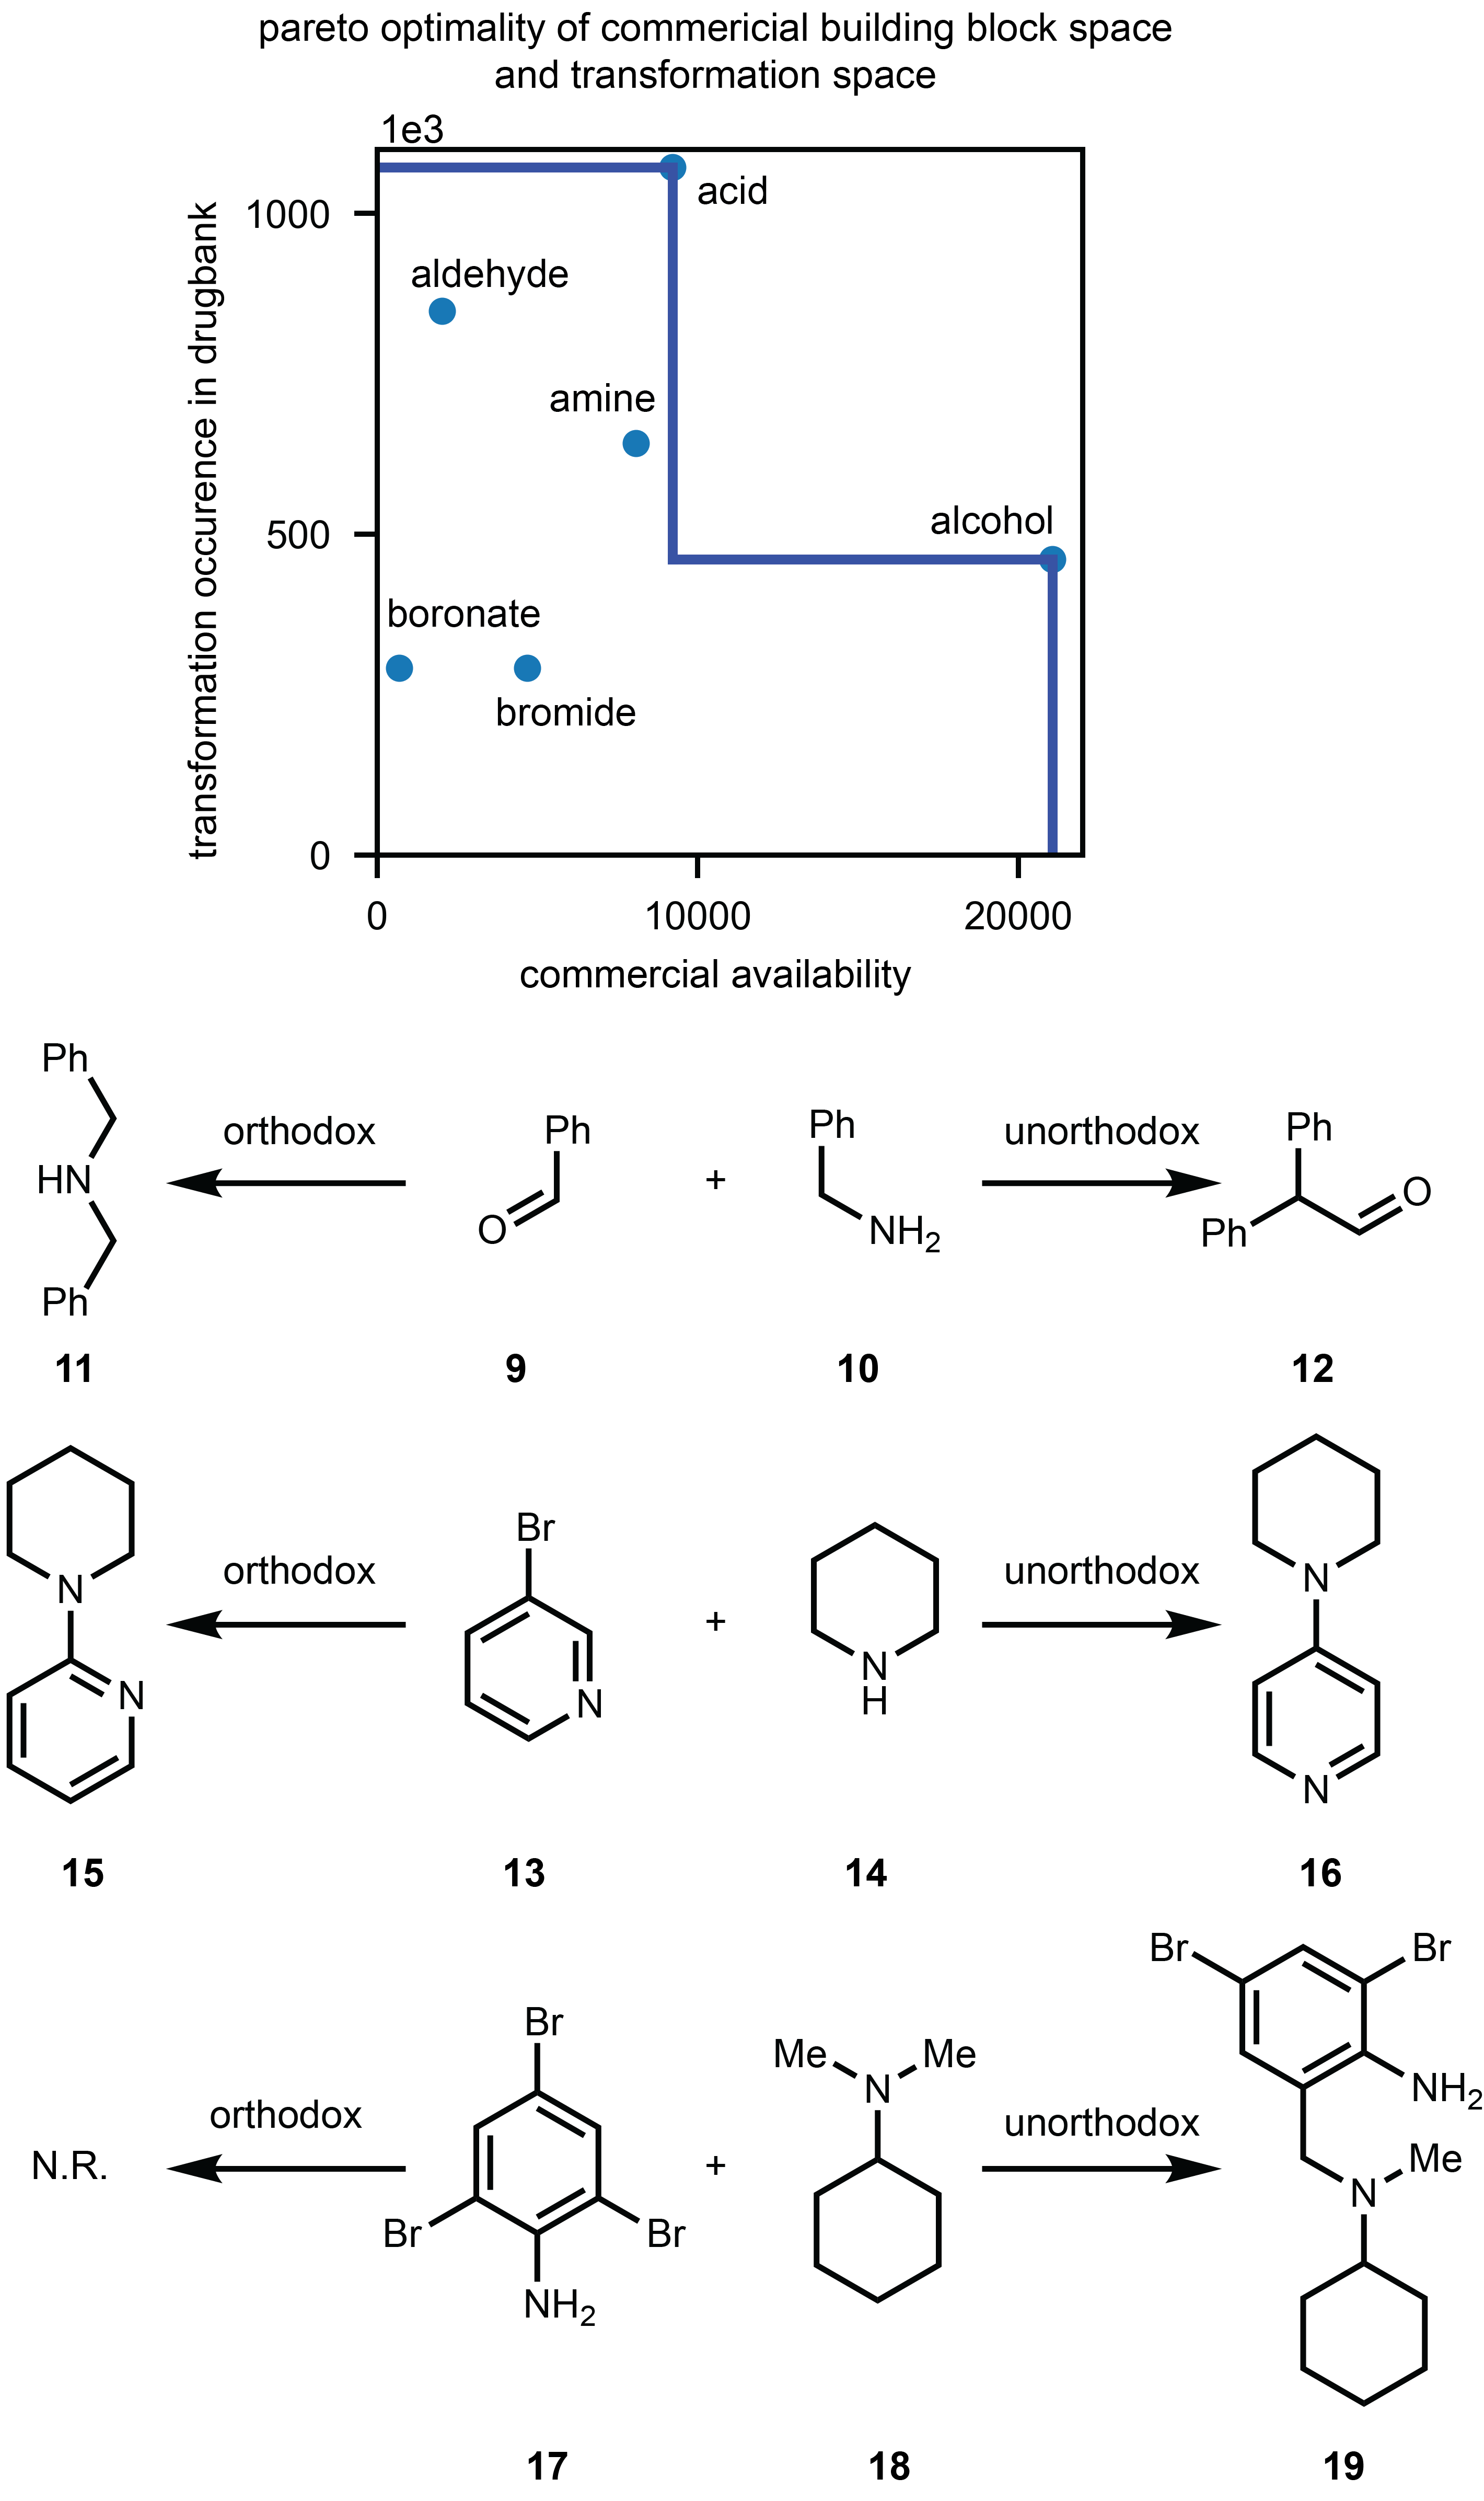 pareto optimality of commericial building block space
and transformation space
1e3
1000
500
0
transformation occurence in drugbank
acid
aldehyde
amine
alcohol
boronate
bromide
0
10000
20000
commercial availability
Ph
HN
Ph
11
orthodox
Ph
O
9
+
Ph
NH2
10
unorthodox
Ph
Ph
O
12
N
N
15
orthodox
Br
N
13
+
N
H
14
unorthodox
N
N
16
N.R.
orthodox
Br
Br
Br
NH2
17
+
Me
Me
N
18
unorthodox
Br
Br
NH2
Me
N
19